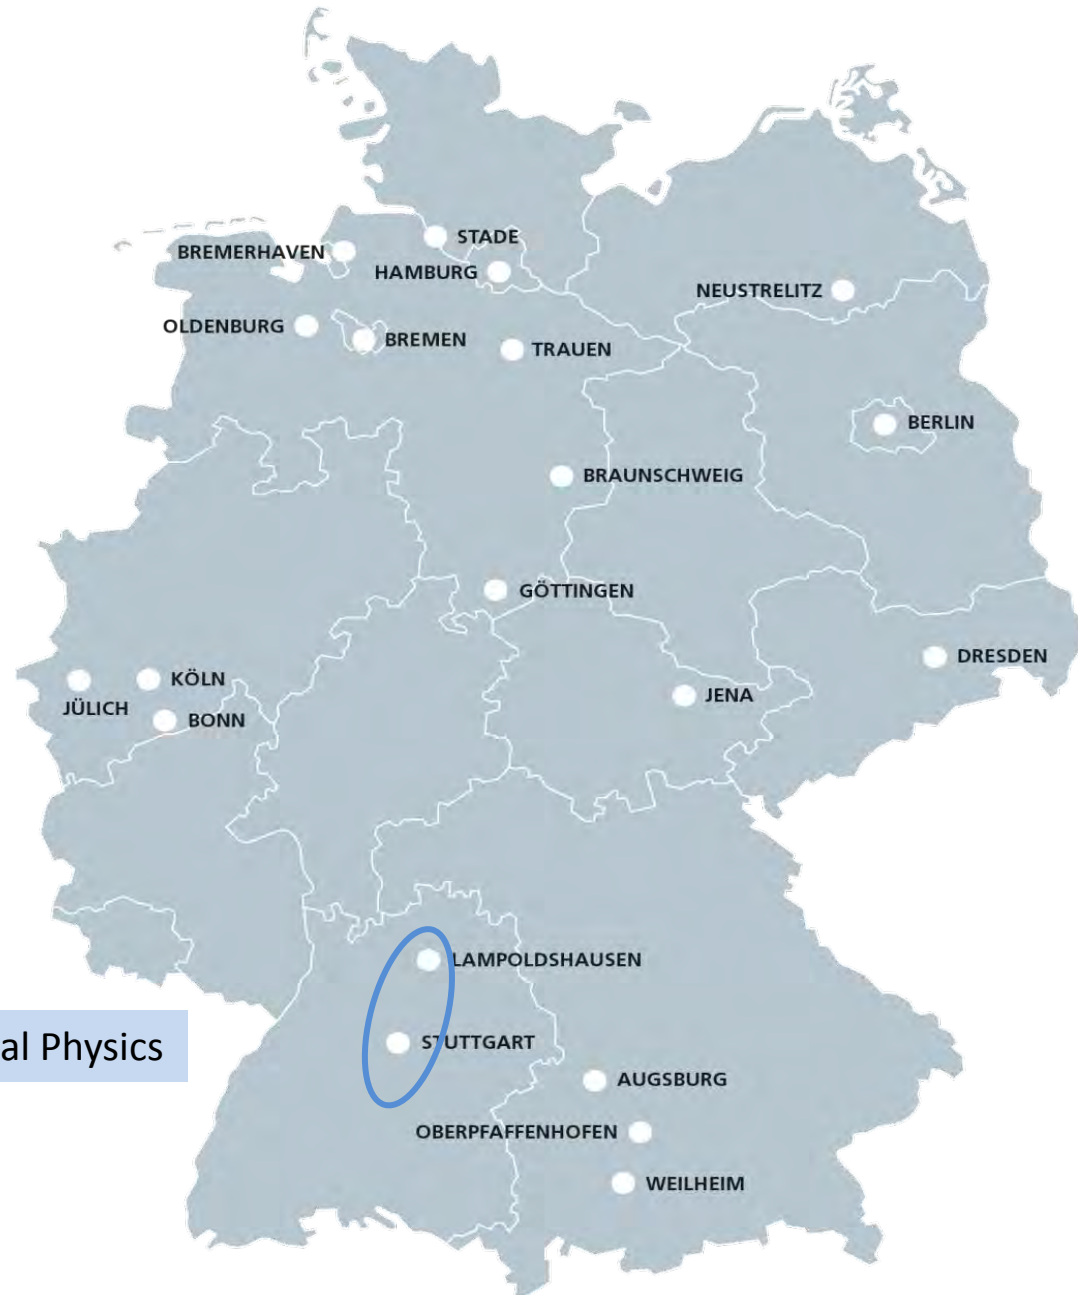 STADE
BREMERHAVEN
HAMBURG
NEUSTRELITZ
OLDENBURG
BREMEN
TRAUEN
BERLIN
BRAUNSCHWEIG
GÖTTINGEN
DRESDEN
KÖLN
JENA
JÜLICH
BONN
LAMPOLDSHAUSEN
STUTTGART
al Physics
AUGSBURG
OBERPFAFFENHOFEN
WEILHEIM